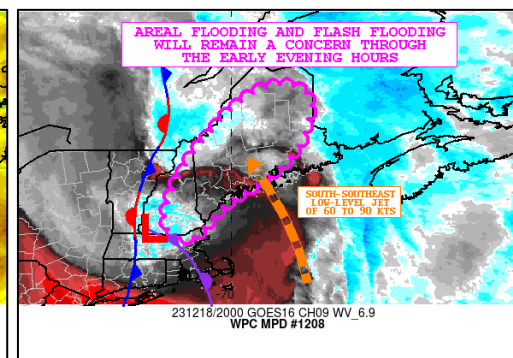 AREAL FLOODING AND FLASH FLOODING
WILL REMAIN A CONCERN THROUGH
THE EARLY EVENING HOURS
SOUTH-SOUTHEAST
LOW-LEVEL JET
OF 60 TO 90 KTS
L
-70
231218/2000 GOES16 CH09 WV_6.9
WPC MPD #1208